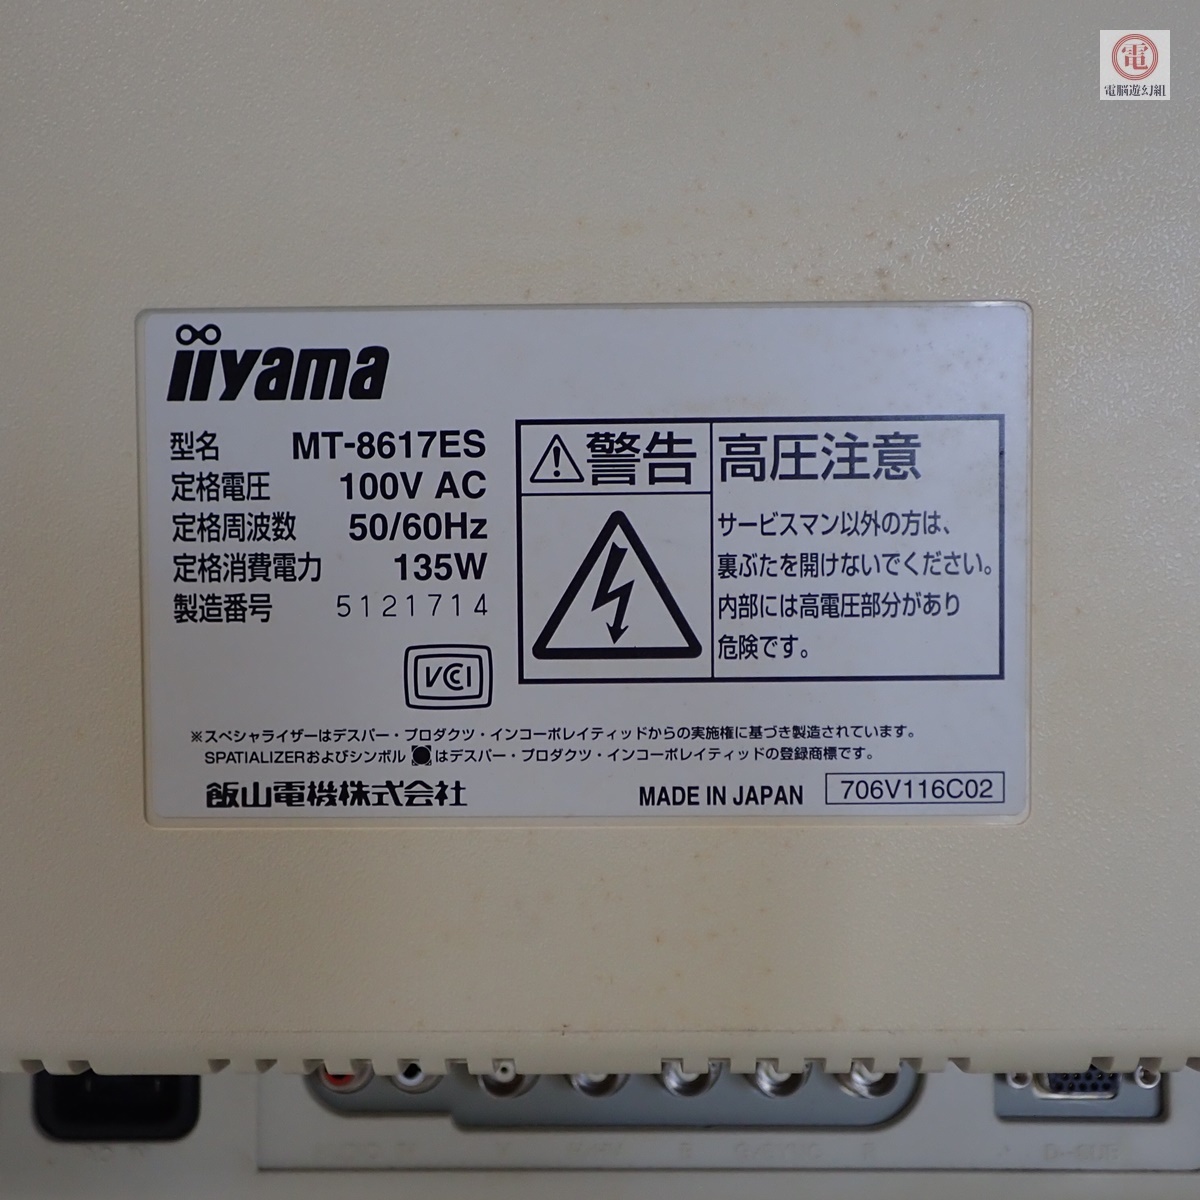 電
電脳遊幻組
iiyama
型名 MT-8617ES
定格電圧 100V AC
定格周波数 50/60Hz
定格消費電力 135W
製造番号 5121714
VCCI
警告 高圧注意
サービスマン以外の方は、
裏ぶたを開けないでください。
内部には高電圧部分があり
危険です。
※スペシャライザーはデスパー・プロダクツ・インコーポレイティッドからの実施権に基づき製造されています。
SPATIALIZERおよびシンボル はデスパー・プロダクツ・インコーポレイティッドの登録商標です。
飯山電機株式会社 MADE IN JAPAN 706V116C02
D-SUB